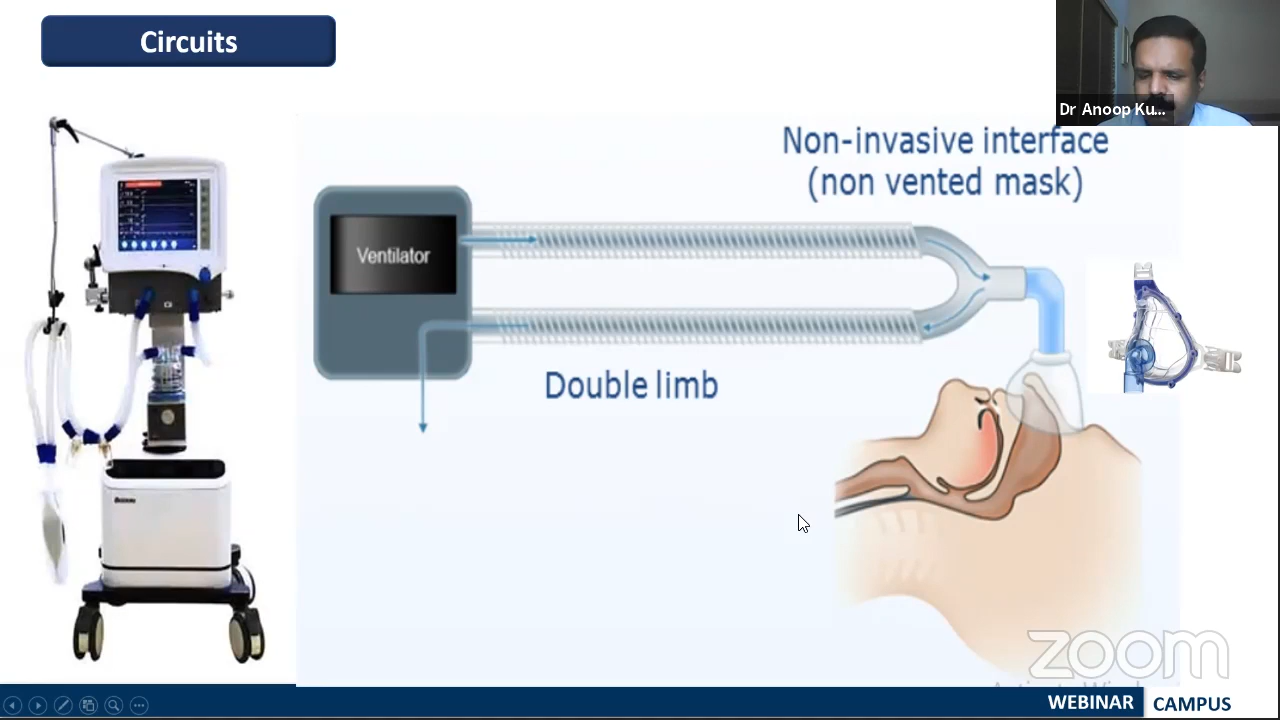 Circuits
Dr Anoop Ku...
Non-invasive interface
(non vented mask)
Ventilator
Double limb
zoom
WEBINAR CAMPUS